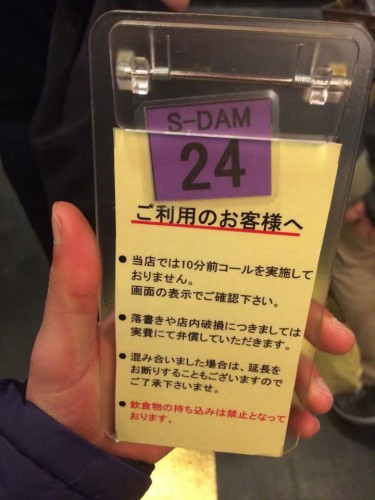 S-DAM
24
ご利用のお客様へ
● 当店では10分前コールを実施して
おりません。
画面の表示でご確認下さい。
● 落書きや店内破損につきましては
実費にて弁償していただきます。
● 混み合いました場合は、延長を
お断りすることもございますので
ご了承下さいませ。
● 飲食物の持ち込みは禁止となって
おります。